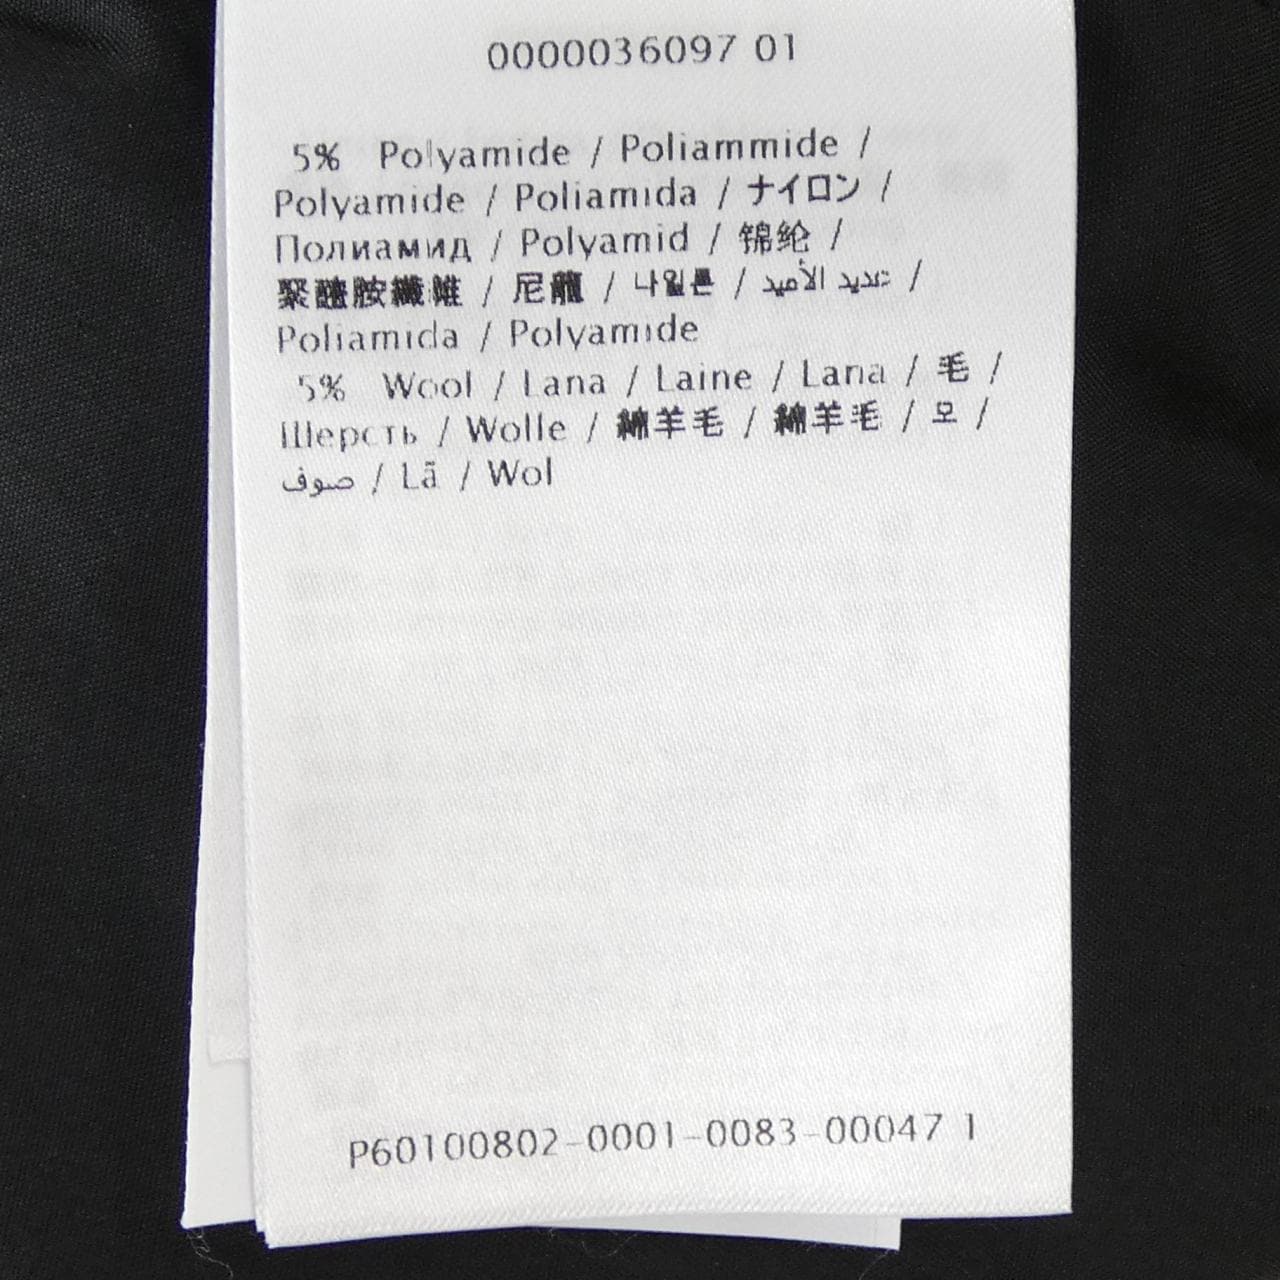 0000036097 01
5% Polyamide / Poliammide /
Polyamide / Poliamida / ナイロン /
Полиамид / Polyamid / 锦纶 /
聚醯胺纖維 / 尼龍 / 나일론 / عديد الأميد /
Poliamida / Polyamide
5% Wool / Lana / Laine / Lana / 毛 /
Шерсть / Wolle / 綿羊毛 / 綿羊毛 / 모 /
صوف / Lã / Wol
P60100802-0001-0083-00047 1